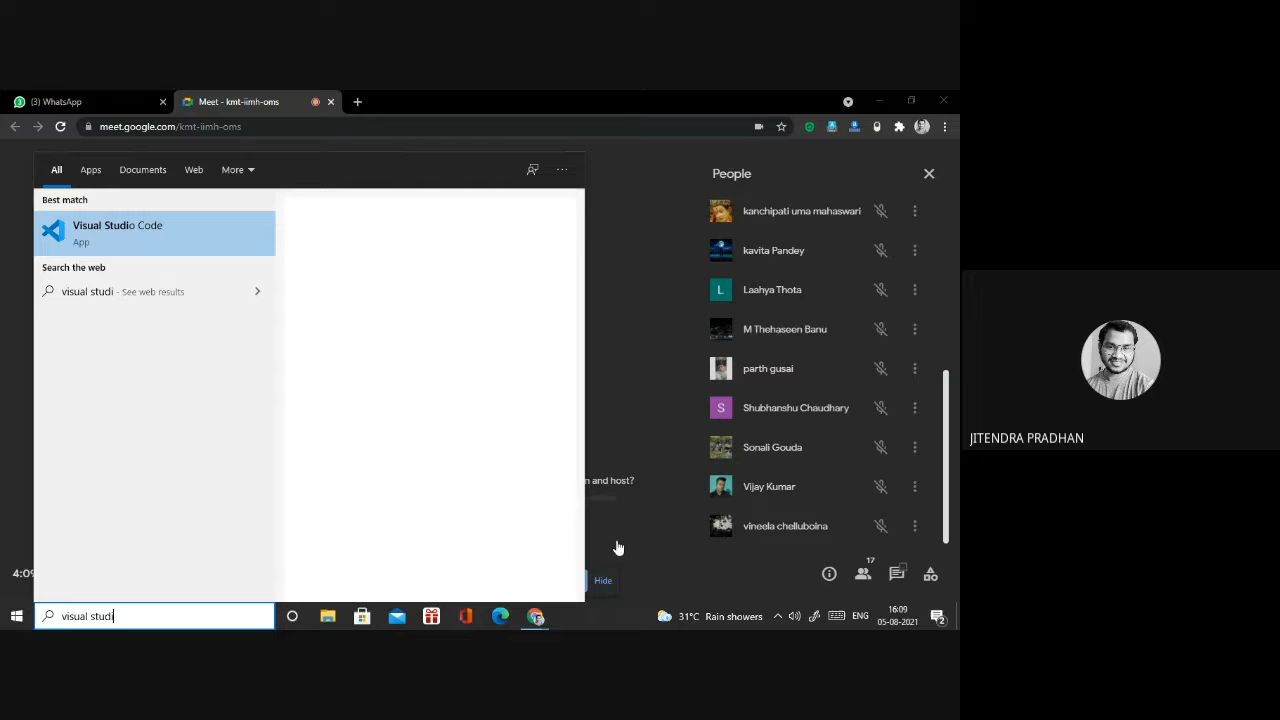 (3) WhatsApp
Meet - kmt-iimh-oms
meet.google.com/kmt-iimh-oms
All Apps Documents Web More
Best match
Visual Studio Code
App
Search the web
visual studi - See web results
People
kanchipati uma mahaswari
kavita Pandey
L Laahya Thota
M Thehaseen Banu
parth gusai
S Shubhanshu Chaudhary
Sonali Gouda
Vijay Kumar
vineela chelluboina
and host?
Hide
4:09
17
visual studi
31°C Rain showers ENG
16:09
05-08-2021
2
JITENDRA PRADHAN